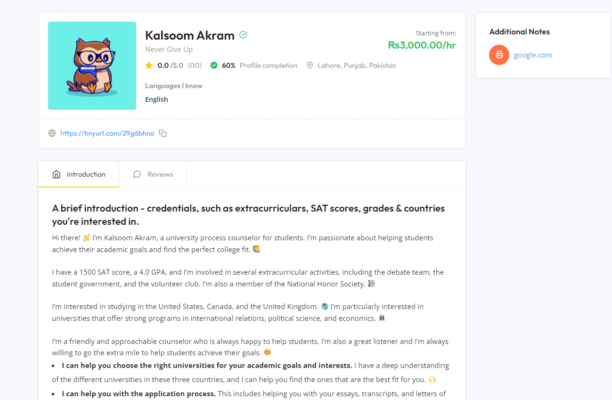 Kalsoom Akram
Never Give Up
0.0/5.0 (00) 60% Profile completion Lahore, Punjab, Pakistan
Languages I know
English
Starting from:
Rs3,000.00/hr
https://tinyurl.com/29g6bhno
Additional Notes
google.com
Introduction Reviews
A brief introduction - credentials, such as extracurriculars, SAT scores, grades & countries
you're interested in.
Hi there! 👋 I'm Kalsoom Akram, a university process counselor for students. I'm passionate about helping students
achieve their academic goals and find the perfect college fit.
I have a 1500 SAT score, a 4.0 GPA, and I'm involved in several extracurricular activities, including the debate team, the
student government, and the volunteer club. I'm also a member of the National Honor Society.
I'm interested in studying in the United States, Canada, and the United Kingdom. 🌎 I'm particularly interested in
universities that offer strong programs in international relations, political science, and economics. 🏛
I'm a friendly and approachable counselor who is always happy to help students. I'm also a great listener and I'm always
willing to go the extra mile to help students achieve their goals. 😊
• I can help you choose the right universities for your academic goals and interests. I have a deep understanding
of the different universities in these three countries, and I can help you find the ones that are the best fit for you. 🙌
• I can help you with the application process. This includes helping you with your essays, transcripts, and letters of